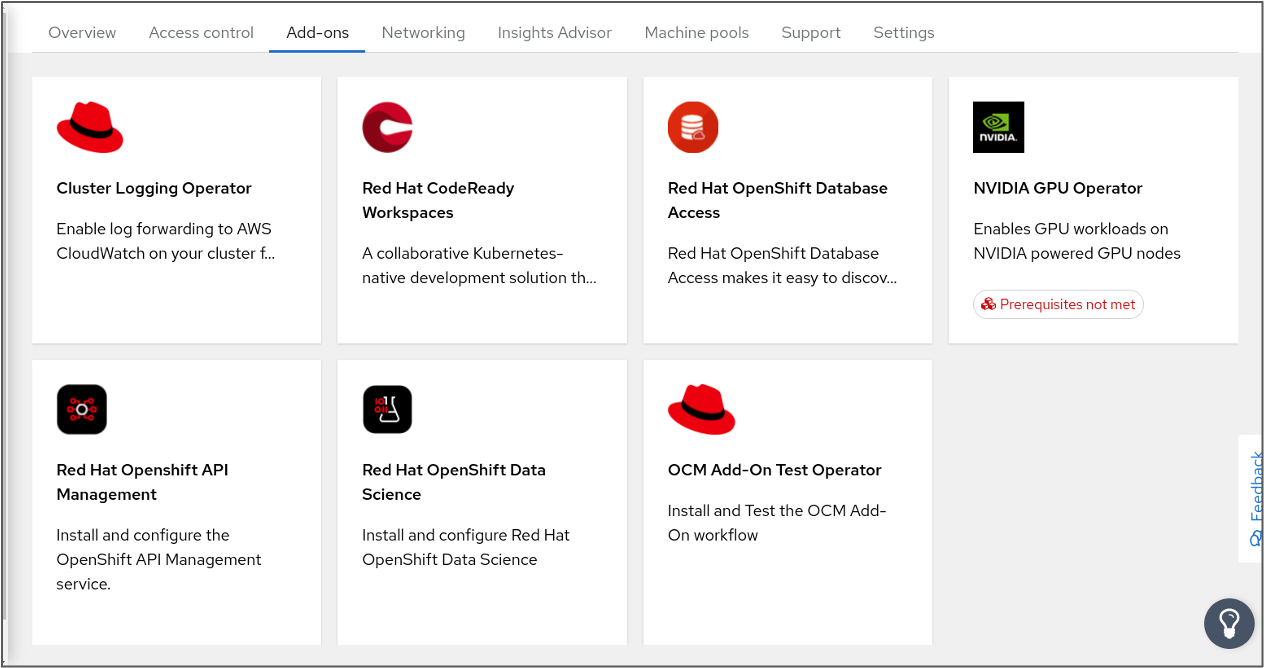 Overview
Access control
Add-ons
Networking
Insights Advisor
Machine pools
Support
Settings
Cluster Logging Operator
Enable log forwarding to AWS
CloudWatch on your cluster f...
Red Hat CodeReady
Workspaces
A collaborative Kubernetes-
native development solution th...
Red Hat OpenShift Database
Access
Red Hat OpenShift Database
Access makes it easy to discov...
NVIDIA.
NVIDIA GPU Operator
Enables GPU workloads on
NVIDIA powered GPU nodes
Prerequisites not met
Red Hat Openshift API
Management
Install and configure the
OpenShift API Management
service.
Red Hat OpenShift Data
Science
Install and configure Red Hat
OpenShift Data Science
OCM Add-On Test Operator
Install and Test the OCM Add-
On workflow
Feedback